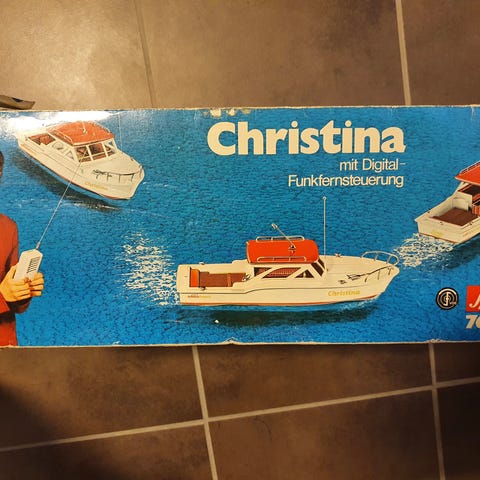 Christina
mit Digital-
Funkfernsteuerung
Christina